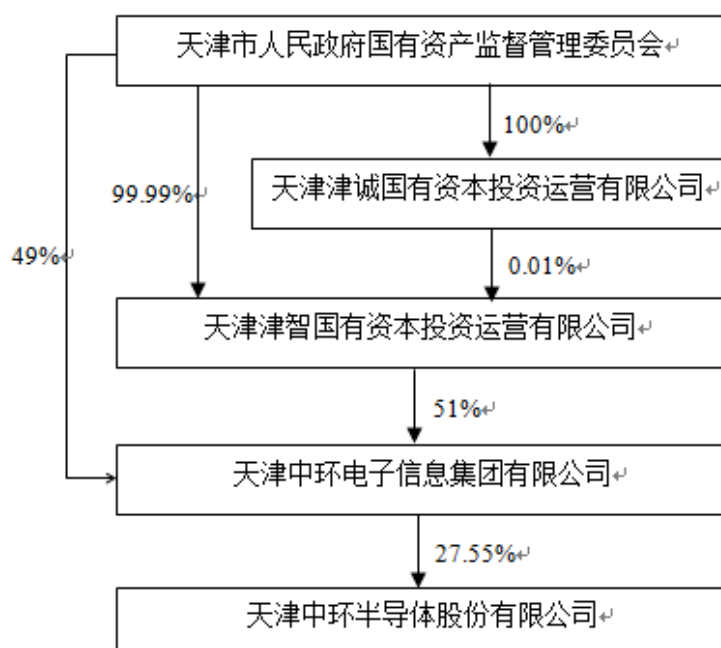 天津市人民政府国有资产监督管理委员会
100%
天津津诚国有资本投资运营有限公司
99.99%
49%
0.01%
天津津智国有资本投资运营有限公司
51%
天津中环电子信息集团有限公司
27.55%
天津中环半导体股份有限公司